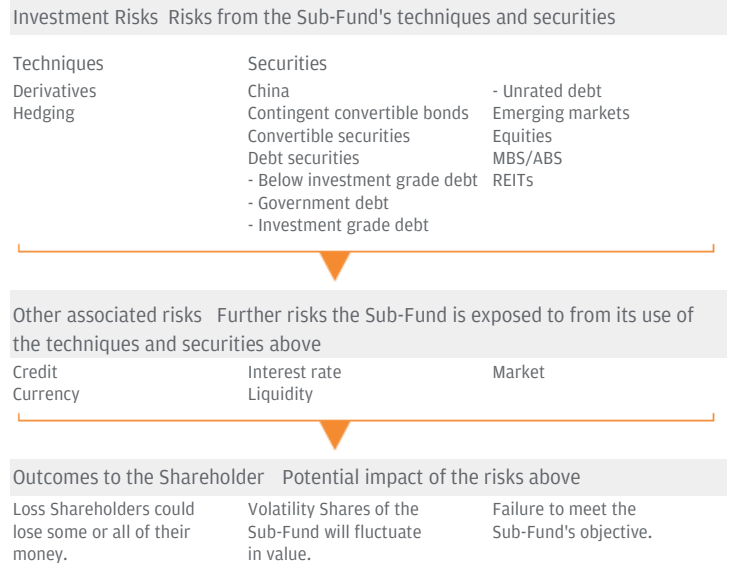 Investment Risks Risks from the Sub-Fund's techniques and securities
Techniques
Derivatives
Hedging
Securities
China
Contingent convertible bonds
Convertible securities
Debt securities
- Below investment grade debt
- Government debt
- Investment grade debt
- Unrated debt
Emerging markets
Equities
MBS/ABS
REITs
Other associated risks Further risks the Sub-Fund is exposed to from its use of
the techniques and securities above
Credit
Currency
Interest rate
Liquidity
Market
Outcomes to the Shareholder Potential impact of the risks above
Loss Shareholders could
lose some or all of their
money.
Volatility Shares of the
Sub-Fund will fluctuate
in value.
Failure to meet the
Sub-Fund's objective.